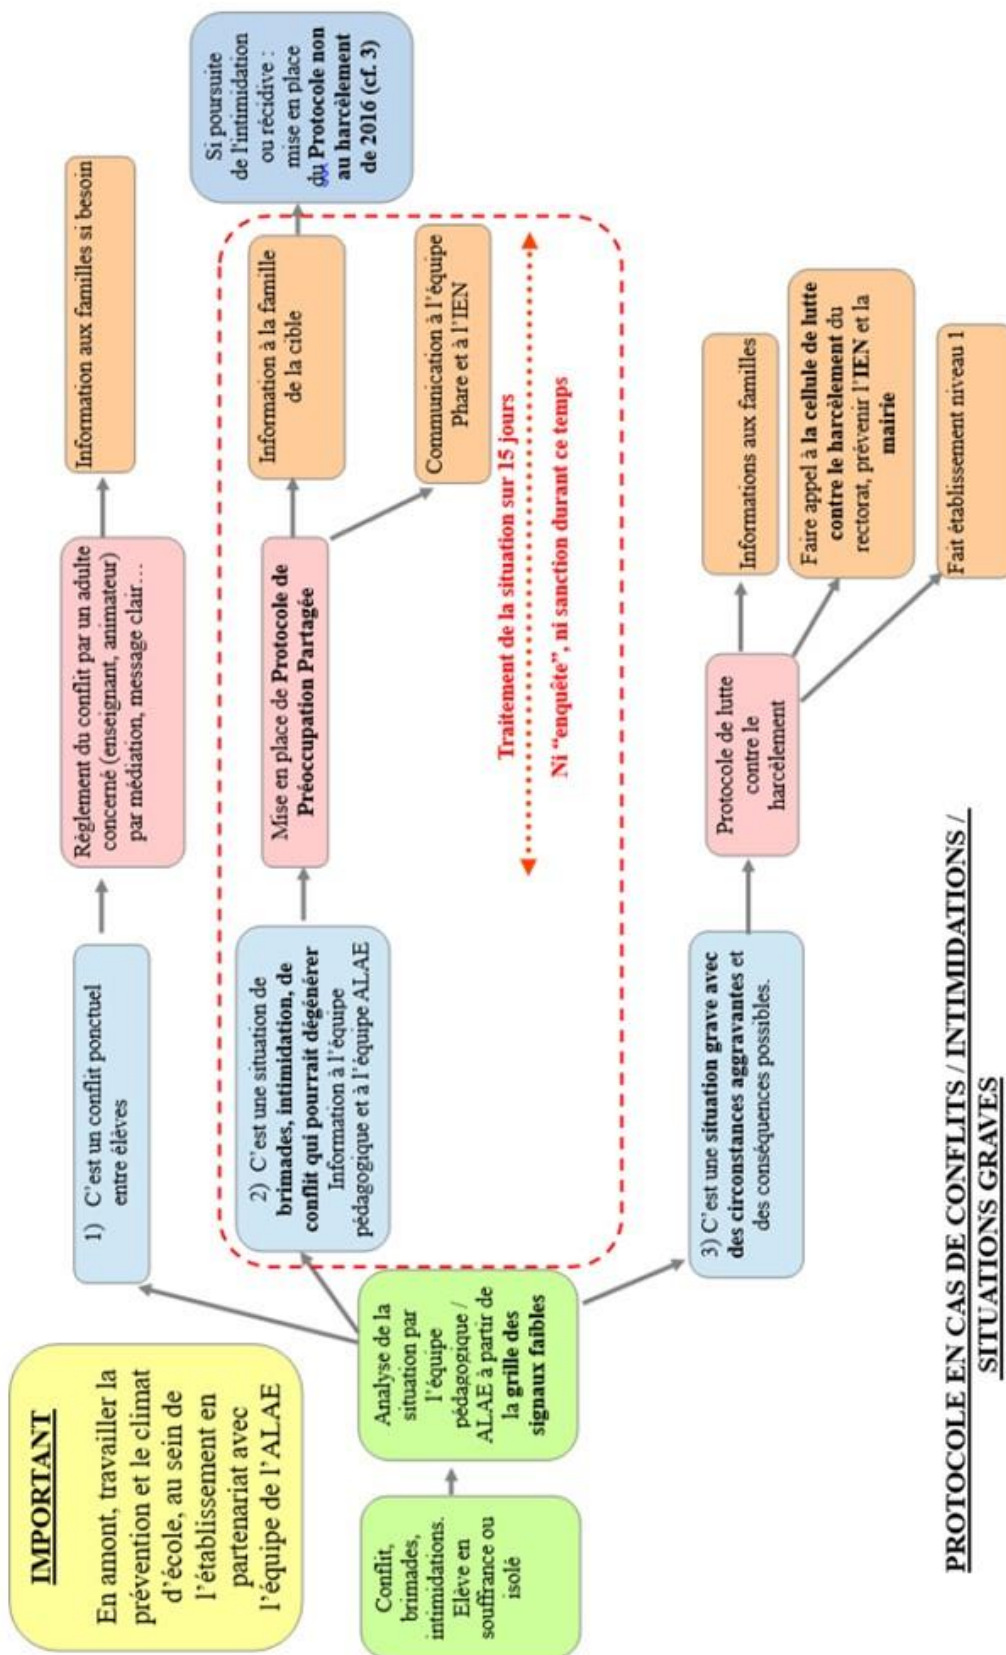 IMPORTANT
En amont, travailler la
prévention et le climat
d'école, au sein de
l'établissement en
partenariat avec
l'équipe de l'ALAE
Conflit,
brimades,
intimidations.
Elève en
souffrance ou
isolé
Analyse de la
situation par
l'équipe
pédagogique /
ALAE à partir de
la grille des
signaux faibles
1) C'est un conflit ponctuel
entre élèves
Règlement du conflit par un adulte
concerné (enseignant, animateur)
par médiation, message clair…
Information aux familles si besoin
2) C'est une situation de
brimades, intimidation, de
conflit qui pourrait dégénérer
Information à l'équipe
pédagogique et à l'équipe ALAE
Mise en place de Protocole de
Préoccupation Partagée
Information à la famille
de la cible
Communication à l'équipe
Phare et à l'IEN
Si poursuite
de l'intimidation
ou récidive :
mise en place
du Protocole non
au harcèlement
de 2016 (cf. 3)
Traitement de la situation sur 15 jours
Ni “enquête”, ni sanction durant ce temps
3) C'est une situation grave avec
des circonstances aggravantes et
des conséquences possibles.
Protocole de lutte
contre le
harcèlement
Informations aux familles
Faire appel à la cellule de lutte
contre le harcèlement du
rectorat, prévenir l'IEN et la
mairie
Fait établissement niveau 1
PROTOCOLE EN CAS DE CONFLITS / INTIMIDATIONS /
SITUATIONS GRAVES